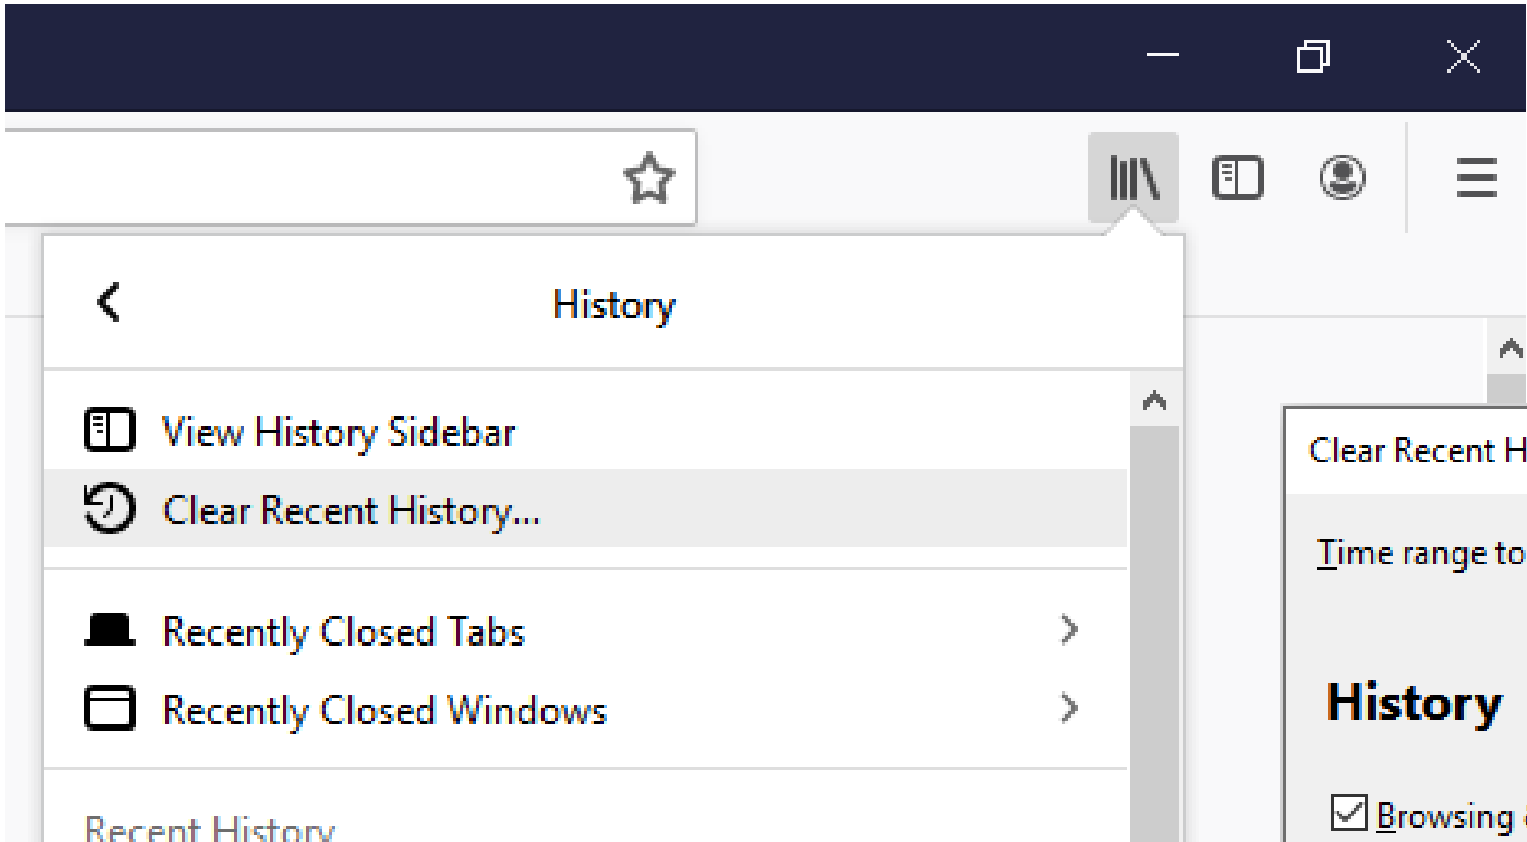 History
View History Sidebar
Clear Recent History...
Recently Closed Tabs
Recently Closed Windows
Recent History
Clear Recent H
Time range to
History
Browsing